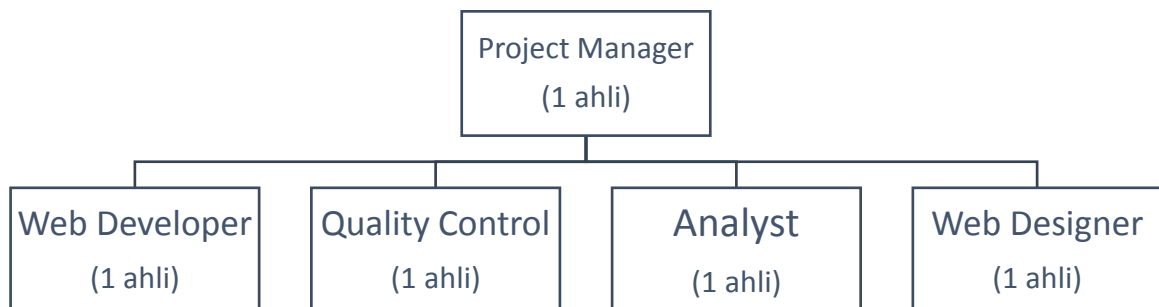 Project Manager
(1 ahli)
Web Developer
(1 ahli)
Quality Control
(1 ahli)
Analyst
(1 ahli)
Web Designer
(1 ahli)